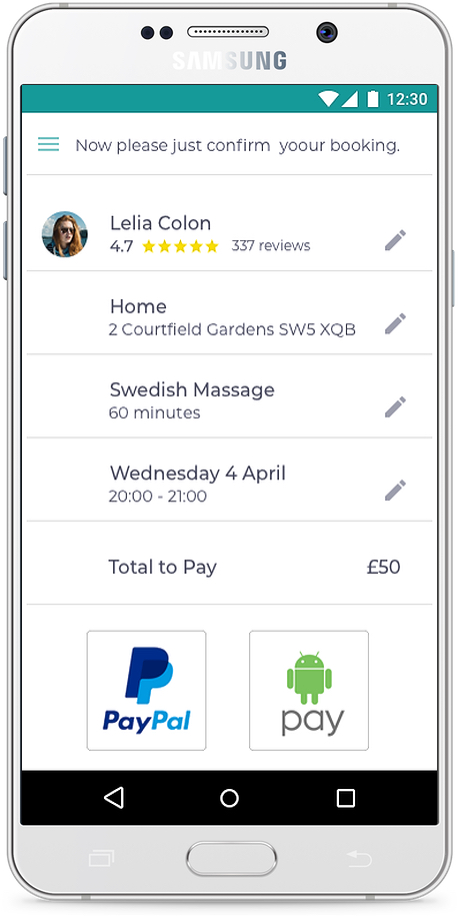 SAMSUNG
12:30
Now please just confirm yoour booking.
Lelia Colon
4.7 337 reviews
Home
2 Courtfield Gardens SW5 XQB
Swedish Massage
60 minutes
Wednesday 4 April
20:00 - 21:00
Total to Pay £50
PayPal
pay